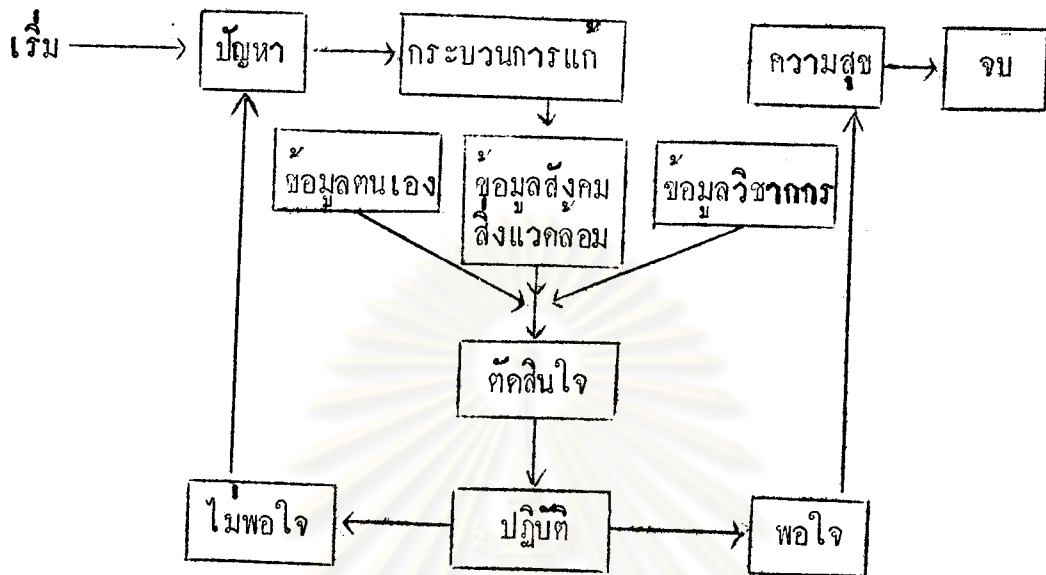 เริ่ม
ปัญหา
กระบวนการแก้
ความสุข
จบ
ข้อมูลตนเอง
ข้อมูลสังคม
สิ่งแวดล้อม
ข้อมูลวิชาการ
ตัดสินใจ
ไม่พอใจ
ปฏิบัติ
พอใจ